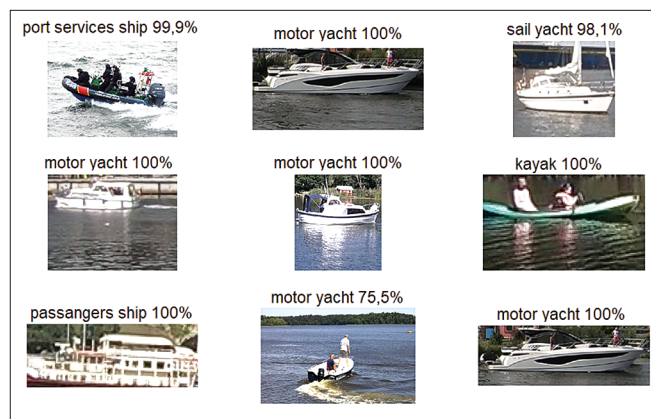 port services ship 99,9%
motor yacht 100%
sail yacht 98,1%
motor yacht 100%
motor yacht 100%
kayak 100%
passangers ship 100%
motor yacht 75,5%
motor yacht 100%